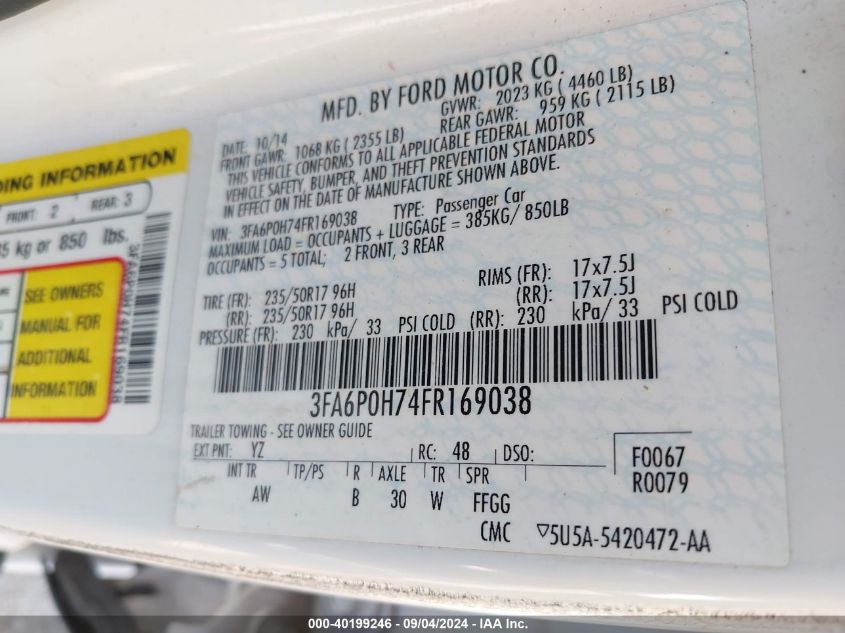 DING INFORMATION
FRONT: 2 REAR: 3
85 kg or 850 lbs.
SEE OWNERS
MANUAL FOR
ADDITIONAL
INFORMATION
3FA6P0H74FR169038
MFD. BY FORD MOTOR CO.
DATE: 10/14 GVWR: 2023 KG ( 4460 LB)
FRONT GAWR: 1068 KG ( 2355 LB) REAR GAWR: 959 KG ( 2115 LB)
THIS VEHICLE CONFORMS TO ALL APPLICABLE FEDERAL MOTOR
VEHICLE SAFETY, BUMPER, AND THEFT PREVENTION STANDARDS
IN EFFECT ON THE DATE OF MANUFACTURE SHOWN ABOVE.
VIN: 3FA6P0H74FR169038 TYPE: Passenger Car
MAXIMUM LOAD = OCCUPANTS + LUGGAGE = 385KG/ 850LB
OCCUPANTS = 5 TOTAL; 2 FRONT, 3 REAR
TIRE (FR): 235/50R17 96H RIMS (FR): 17x7.5J
(RR): 235/50R17 96H (RR): 17x7.5J
PRESSURE (FR): 230 kPa/ 33 PSI COLD (RR): 230 kPa/ 33 PSI COLD
3FA6P0H74FR169038
TRAILER TOWING - SEE OWNER GUIDE
EXT PNT: YZ RC: 48 DSO:
INT TR TP/PS R AXLE TR SPR
AW B 30 W FFGG
F0067
R0079
CMC ▽5U5A-5420472-AA
000-40199246 - 09/04/2024 - IAA Inc.